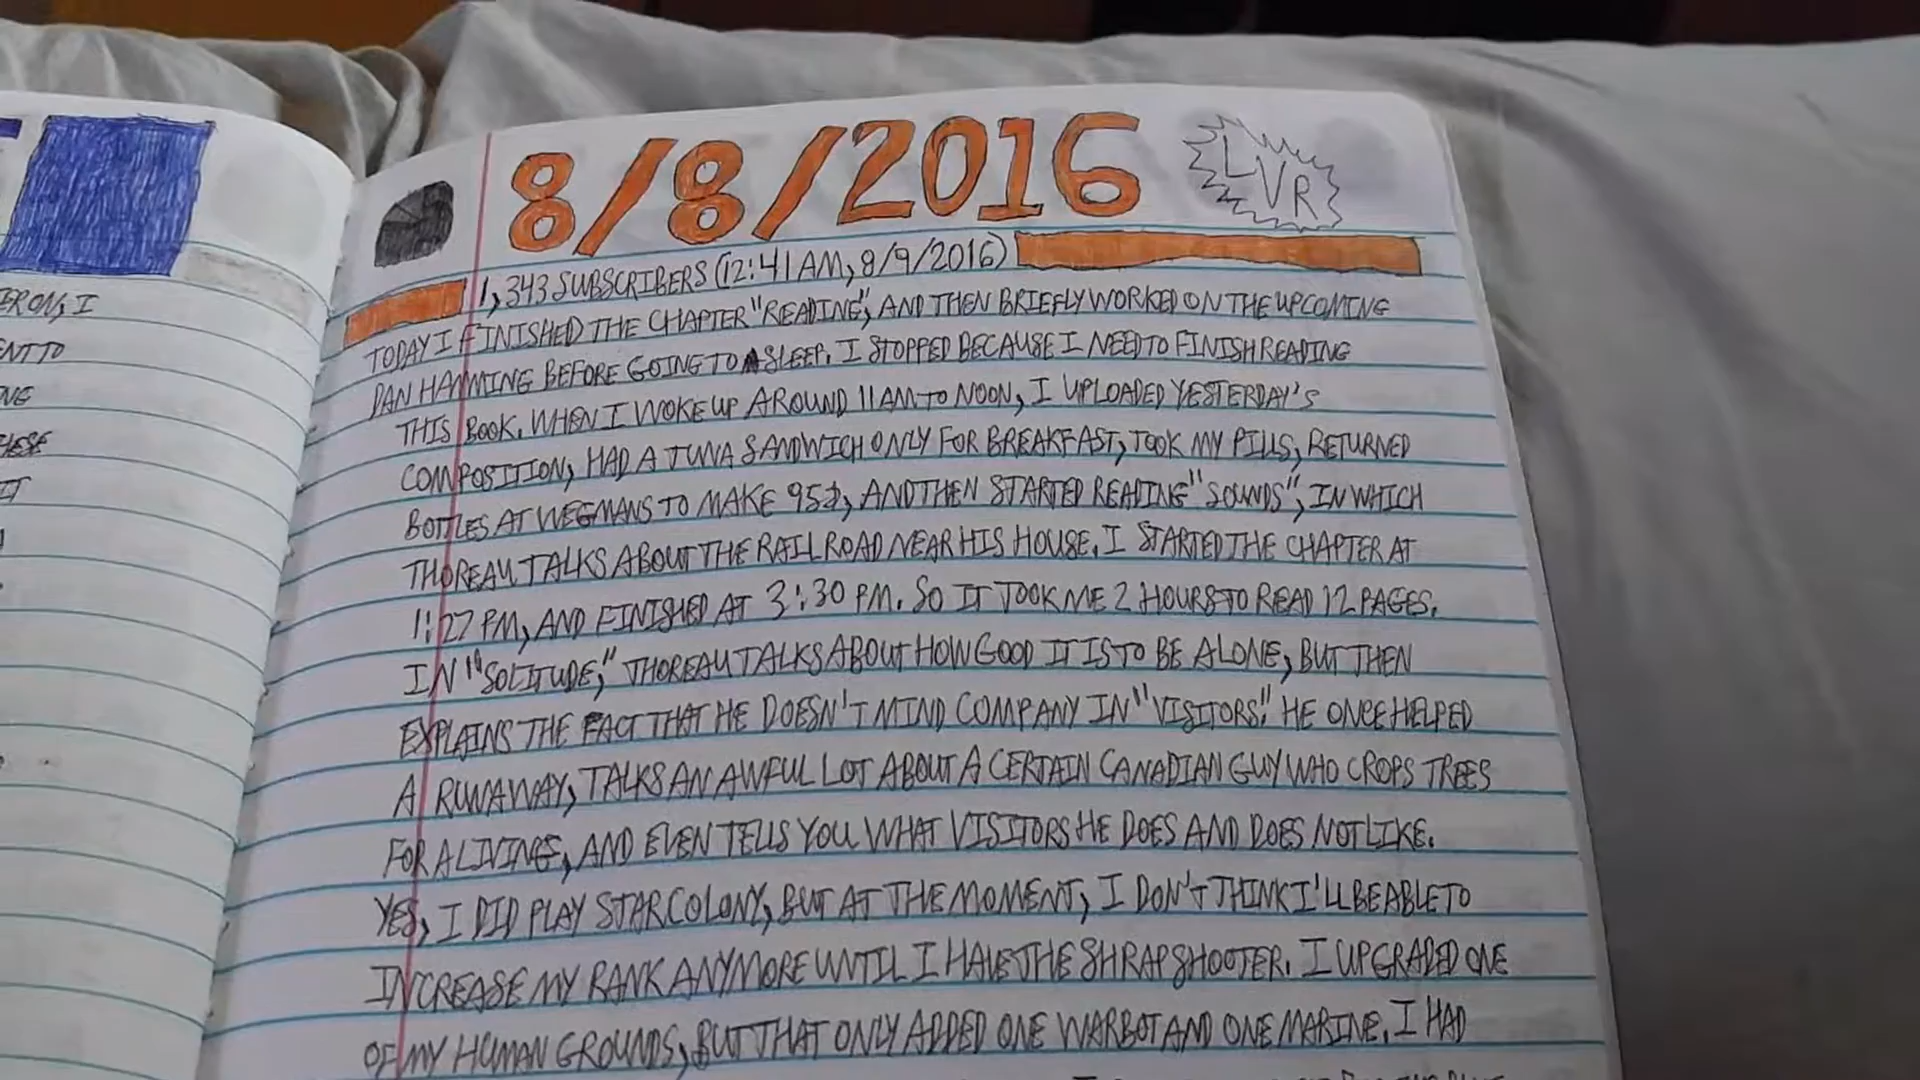 ERON, I
ENT TO
NG
HESE
IT
8/8/2016
LVR
1,343 SUBSCRIBERS (12:41 AM, 8/9/2016)
TODAY I FINISHED THE CHAPTER "READING", AND THEN BRIEFLY WORKED ON THE UPCOMING
DAN HAMMING BEFORE GOING TO ASLEEP. I STOPPED BECAUSE I NEED TO FINISH READING
THIS BOOK. WHEN I WOKE UP AROUND 11 AM TO NOON, I UPLOADED YESTERDAY'S
COMPOSITION, HAD A TUNA SANDWICH ONLY FOR BREAKFAST, TOOK MY PILLS, RETURNED
BOTTLES AT WEGMANS TO MAKE 95¢, AND THEN STARTED READING "SOUNDS", IN WHICH
THOREAU TALKS ABOUT THE RAILROAD NEAR HIS HOUSE. I STARTED THE CHAPTER AT
1:27 PM, AND FINISHED AT 3:30 PM. SO IT TOOK ME 2 HOURS TO READ 12 PAGES.
IN "SOLITUDE," THOREAU TALKS ABOUT HOW GOOD IT IS TO BE ALONE, BUT THEN
EXPLAINS THE FACT THAT HE DOESN'T MIND COMPANY IN "VISITORS." HE ONCE HELPED
A RUNAWAY, TALKS AN AWFUL LOT ABOUT A CERTAIN CANADIAN GUY WHO CROPS TREES
FOR A LIVING, AND EVEN TELLS YOU WHAT VISITORS HE DOES AND DOES NOT LIKE.
YES, I DID PLAY STAR COLONY, BUT AT THE MOMENT, I DON'T THINK I'LL BE ABLE TO
INCREASE MY RANK ANYMORE UNTIL I HAVE THE SHRAPSHOOTER. I UPGRADED ONE
OF MY HUMAN GROUNDS, BUT THAT ONLY ADDED ONE WARBOT AND ONE MARINE. I HAD